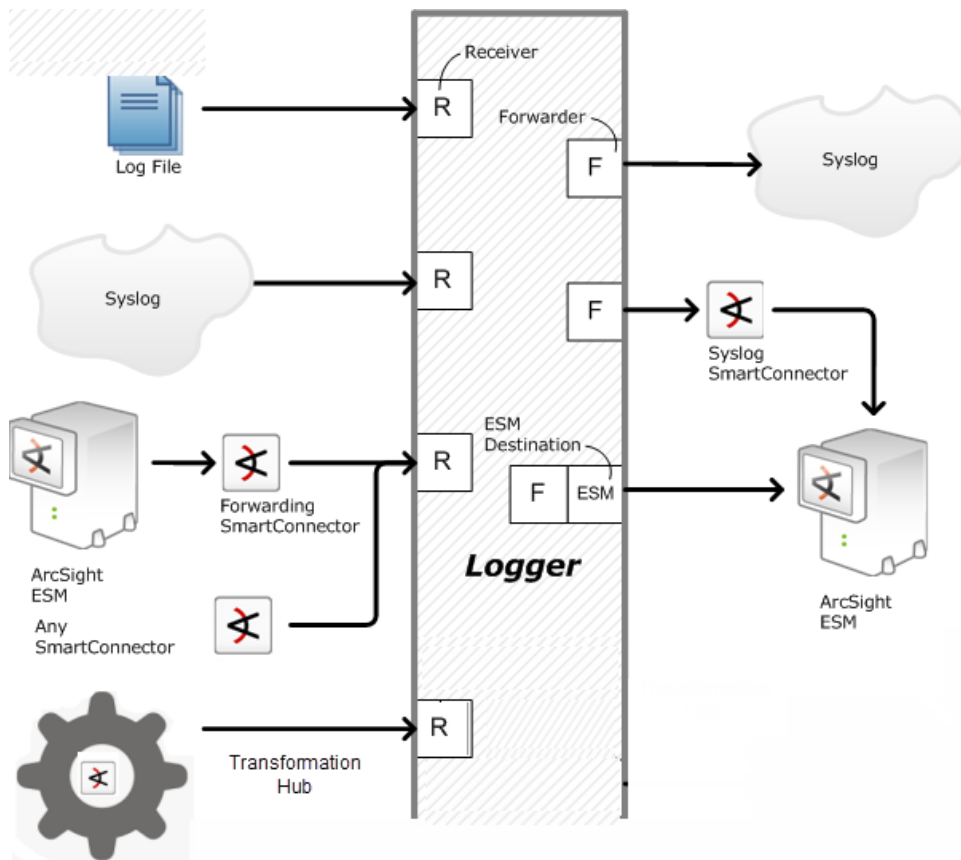 Receiver
R
Log File
Forwarder
F
Syslog
Syslog
R
F
Syslog
SmartConnector
ArcSight
ESM
Forwarding
SmartConnector
R
ESM
Destination
F
ESM
Logger
Any
SmartConnector
ArcSight
ESM
R
Transformation
Hub